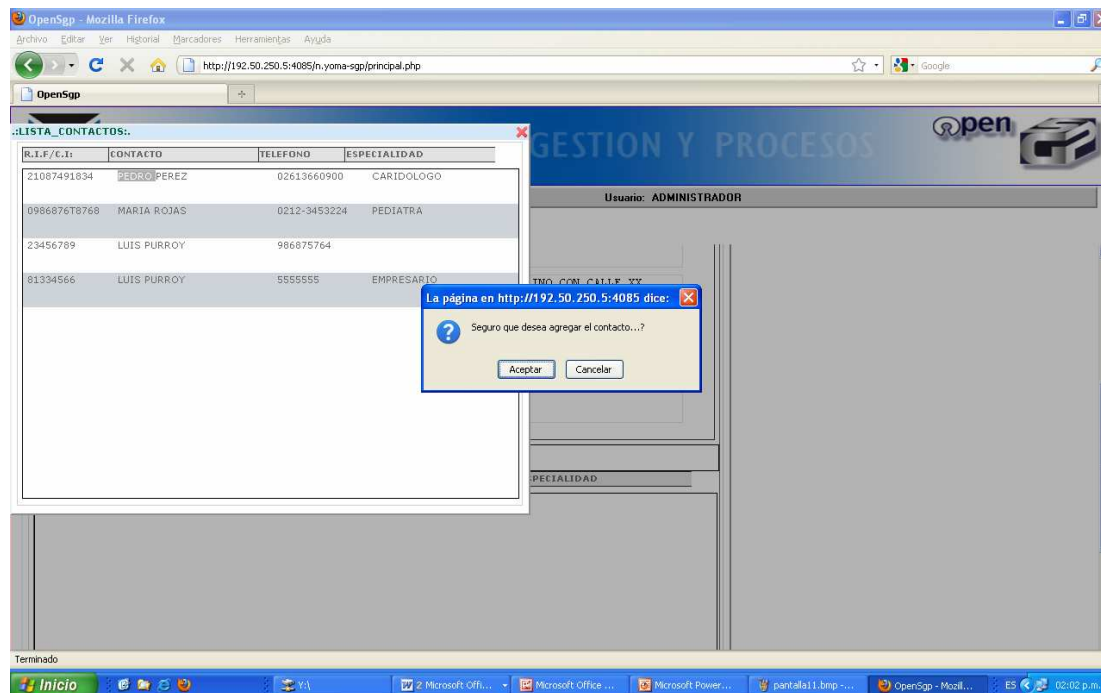 OpenSgp - Mozilla Firefox
Archivo Editar Ver Historial Marcadores Herramientas Ayuda
http://192.50.250.5:4085/n.yoma-sgp/principal.php
Google
OpenSgp
GESTION Y PROCESOS
open
.:LISTA_CONTACTOS:.
R.I.F/C.I: CONTACTO TELEFONO ESPECIALIDAD
21087491834 PEDRO PEREZ 02613660900 CARIDOLOGO
0986876T8768 MARIA ROJAS 0212-3453224 PEDIATRA
23456789 LUIS PURROY 986875764
81334566 LUIS PURROY 5555555 EMPRESARIO
Usuario: ADMINISTRADOR
CON CALLE XX
La página en http://192.50.250.5:4085 dice:
Seguro que desea agregar el contacto...?
Aceptar Cancelar
PECIALIDAD
Terminado
Inicio Y:\ 2 Microsoft Offi... Microsoft Office ... Microsoft Power... pantalla11.bmp -... OpenSgp - Mozil... ES 02:02 p.m.